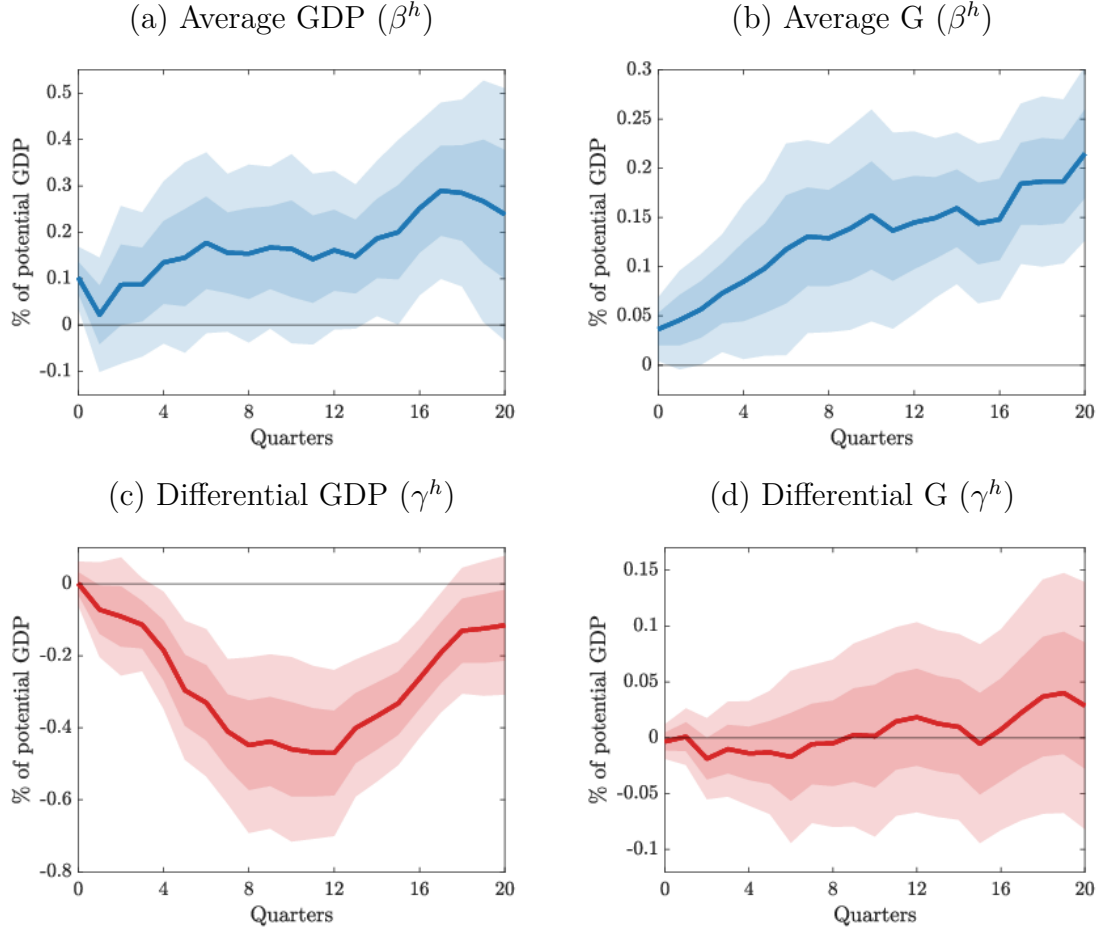 (a) Average GDP (β^h)
% of potential GDP
0.5
0.4
0.3
0.2
0.1
0
-0.1
0 4 8 12 16 20
Quarters
(b) Average G (β^h)
% of potential GDP
0.3
0.25
0.2
0.15
0.1
0.05
0
0 4 8 12 16 20
Quarters
(c) Differential GDP (γ^h)
% of potential GDP
0
-0.2
-0.4
-0.6
-0.8
0 4 8 12 16 20
Quarters
(d) Differential G (γ^h)
% of potential GDP
0.15
0.1
0.05
0
-0.05
-0.1
0 4 8 12 16 20
Quarters